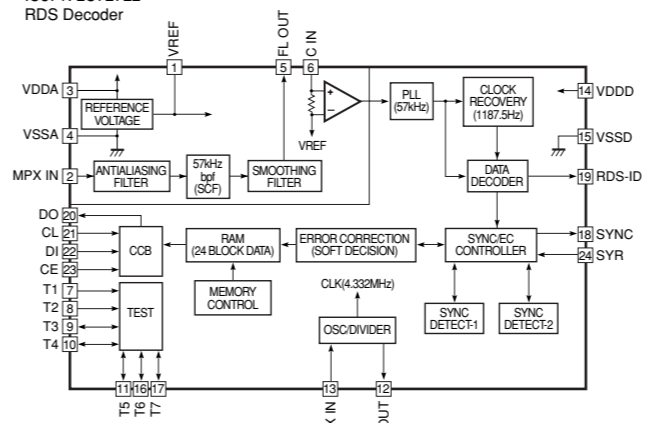 RDS Decoder
VREF
FL OUT
C IN
1
5
6
VDDA 3
REFERENCE
VOLTAGE
VSSA 4
+
−
VREF
PLL
(57kHz)
CLOCK
RECOVERY
(1187.5Hz)
14 VDDD
15 VSSD
MPX IN 2
ANTIALIASING
FILTER
57kHz
bpf
(SCF)
SMOOTHING
FILTER
DATA
DECODER
19 RDS-ID
DO 20
CL 21
DI 22
CE 23
CCB
RAM
(24 BLOCK DATA)
ERROR CORRECTION
(SOFT DECISION)
SYNC/EC
CONTROLLER
18 SYNC
24 SYR
T1 7
T2 8
T3 9
T4 10
TEST
MEMORY
CONTROL
CLK(4.332MHz)
OSC/DIVIDER
SYNC
DETECT-1
SYNC
DETECT-2
11
16
17
13
12
T5
T6
T7
IN
OUT